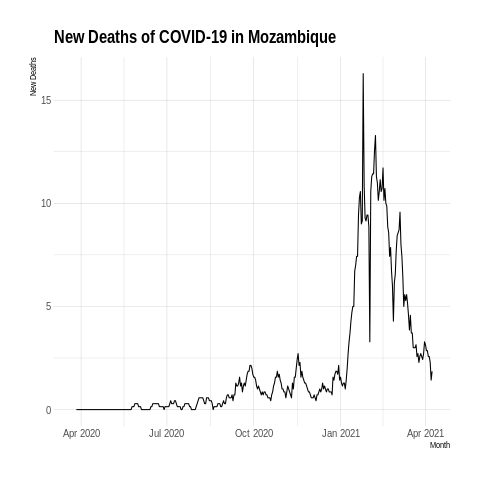 New Deaths of COVID-19 in Mozambique
New Deaths
15
10
5
0
Apr 2020 Jul 2020 Oct 2020 Jan 2021 Apr 2021
Month